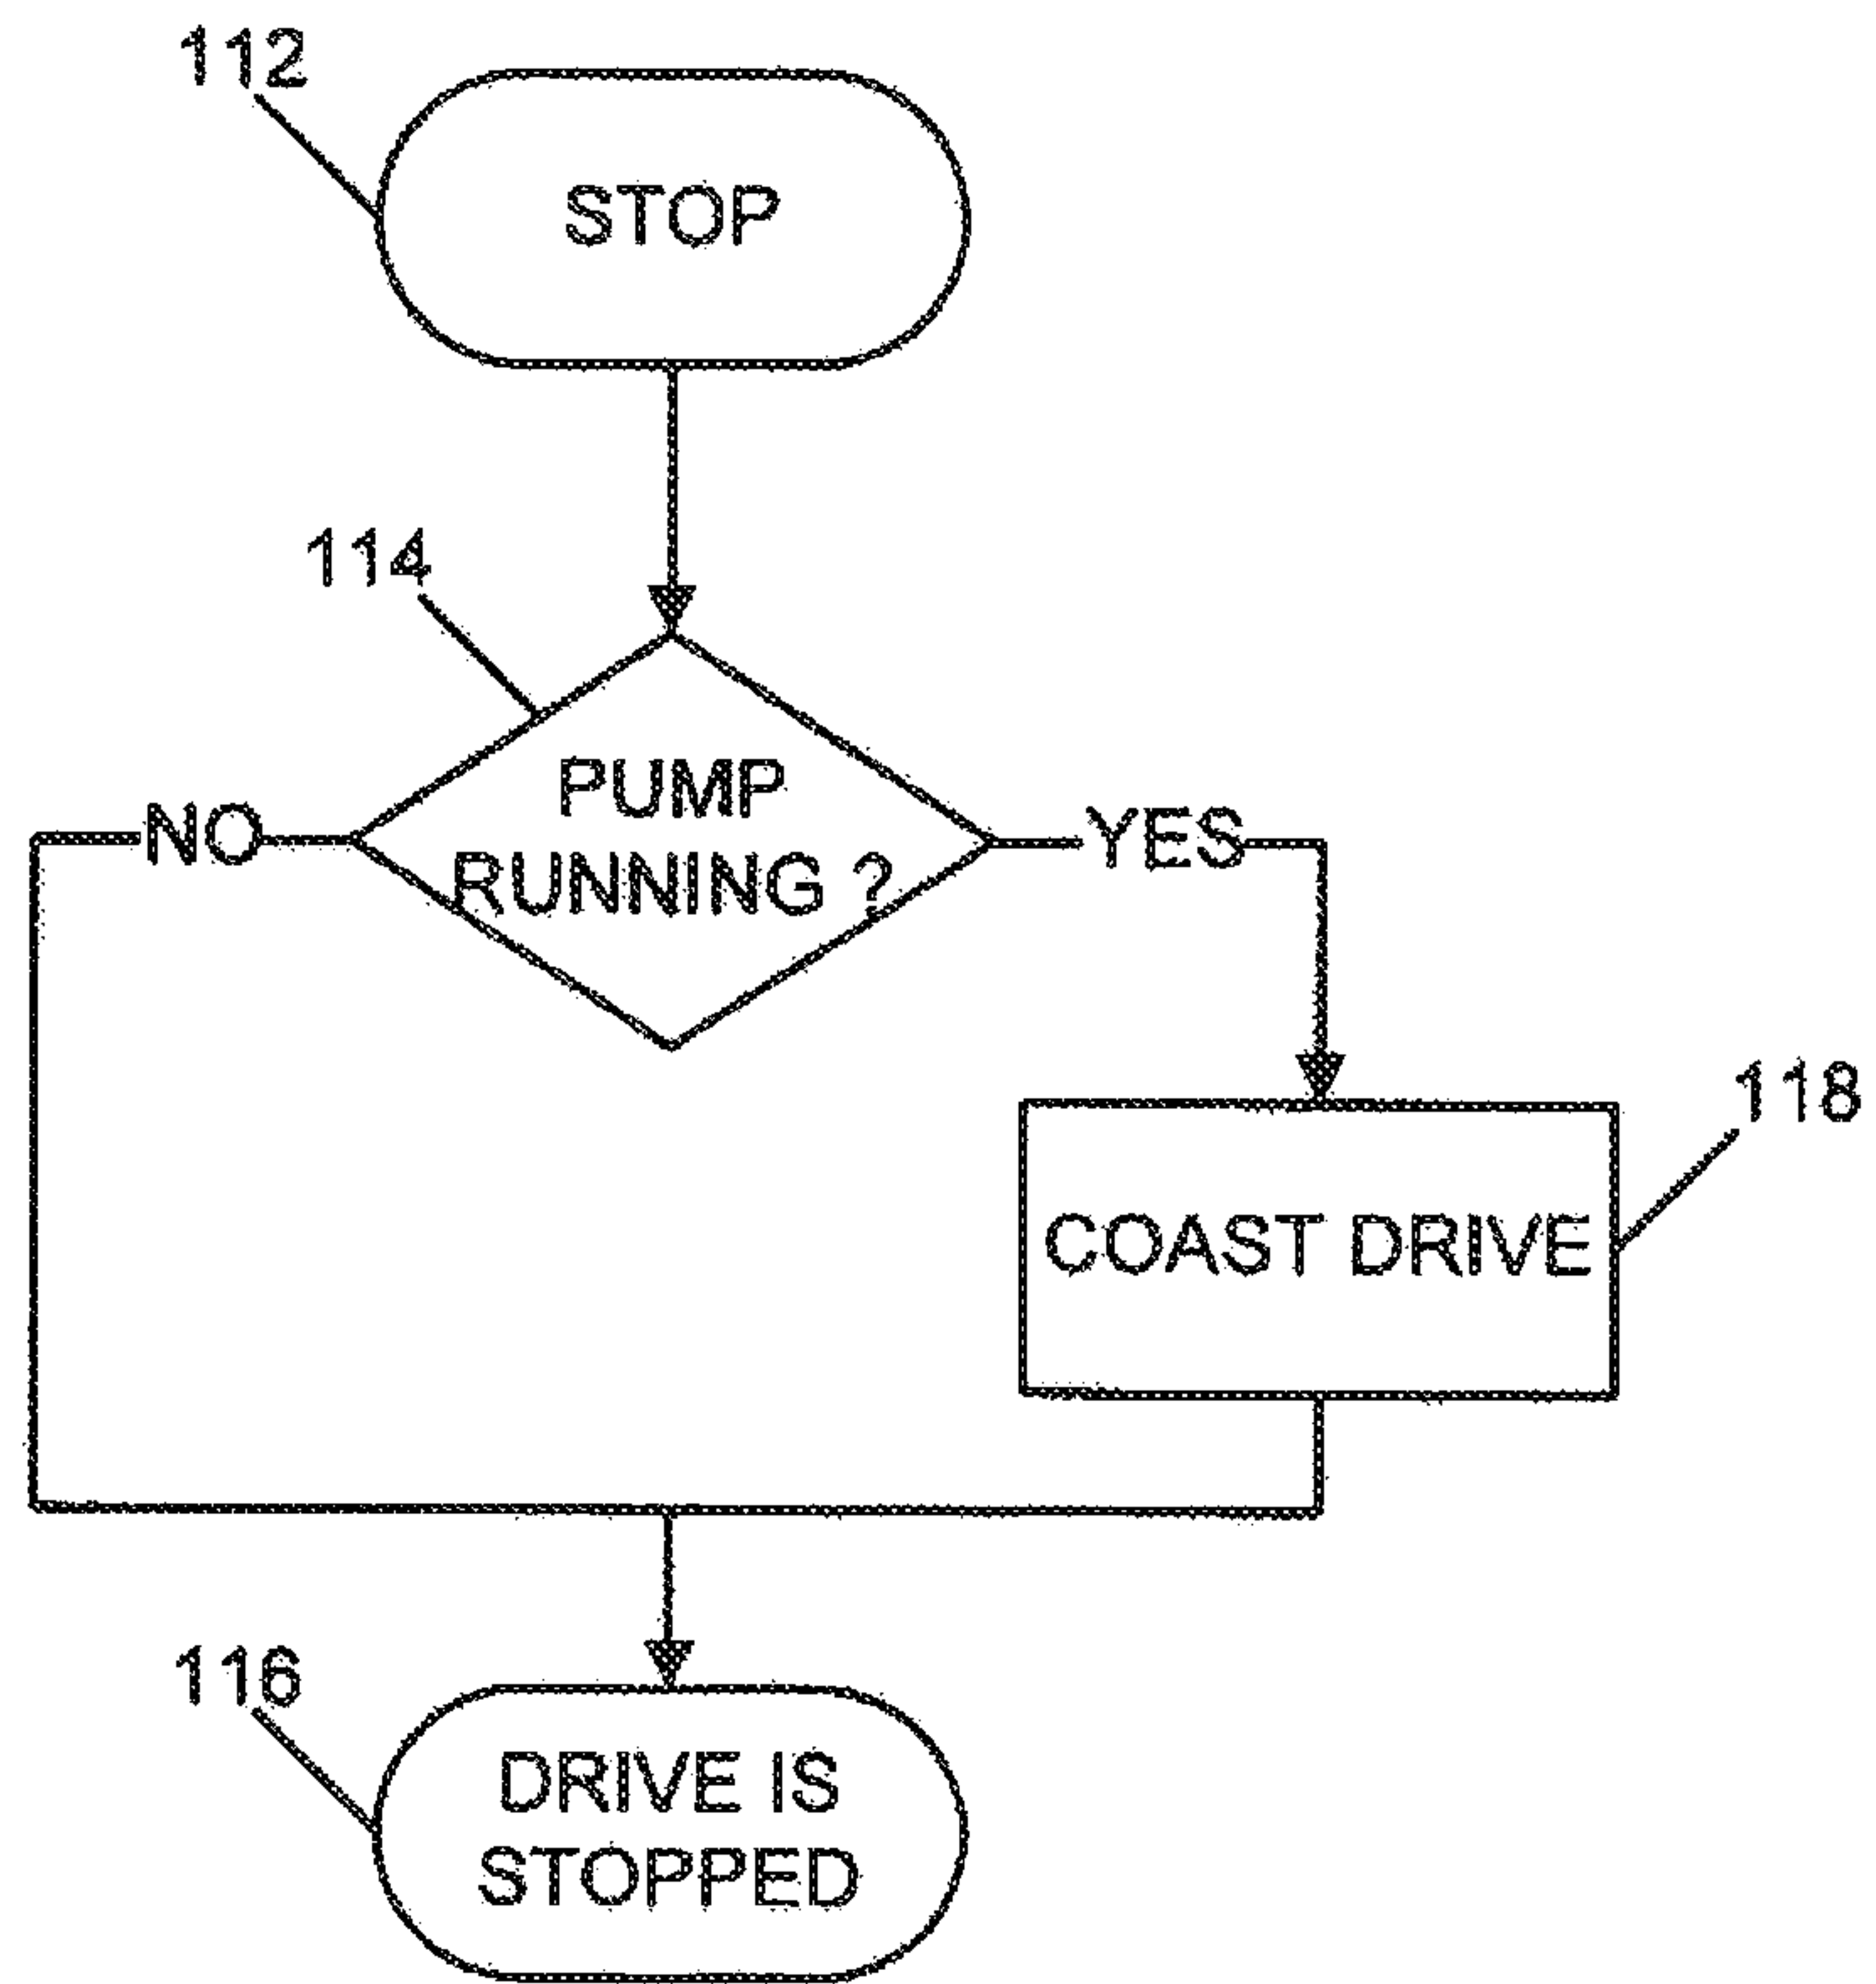 112
STOP
114
PUMP
RUNNING ?
NO
YES
118
COAST DRIVE
116
DRIVE IS
STOPPED